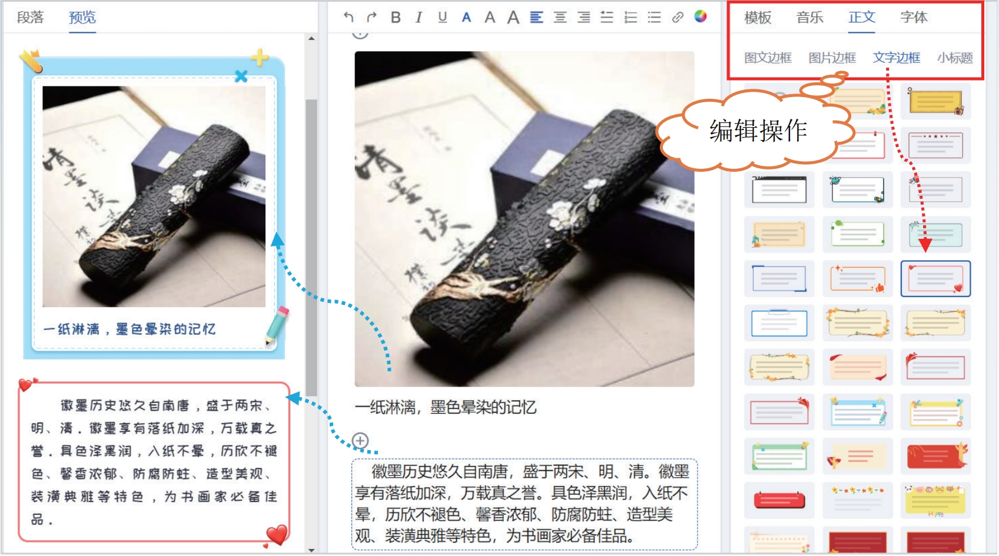 段落 预览
一纸淋漓，墨色晕染的记忆
徽墨历史悠久自南唐，盛于两宋、
明、清．徽墨享有落纸加深，万载真之
誉．具色泽黑润，入纸不晕，历欣不褪
色、馨香浓郁、防腐防蛀、造型美观、
装潢典雅等特色，为书画家必备佳
品．
B I U A A A
清墨谈
一纸淋漓，墨色晕染的记忆
徽墨历史悠久自南唐，盛于两宋、明、清。徽墨
享有落纸加深，万载真之誉。具色泽黑润，入纸不
晕，历欣不褪色、馨香浓郁、防腐防蛀、造型美
观、装潢典雅等特色，为书画家必备佳品。
模板 音乐 正文 字体
图文边框 图片边框 文字边框 小标题
编辑操作
Happy